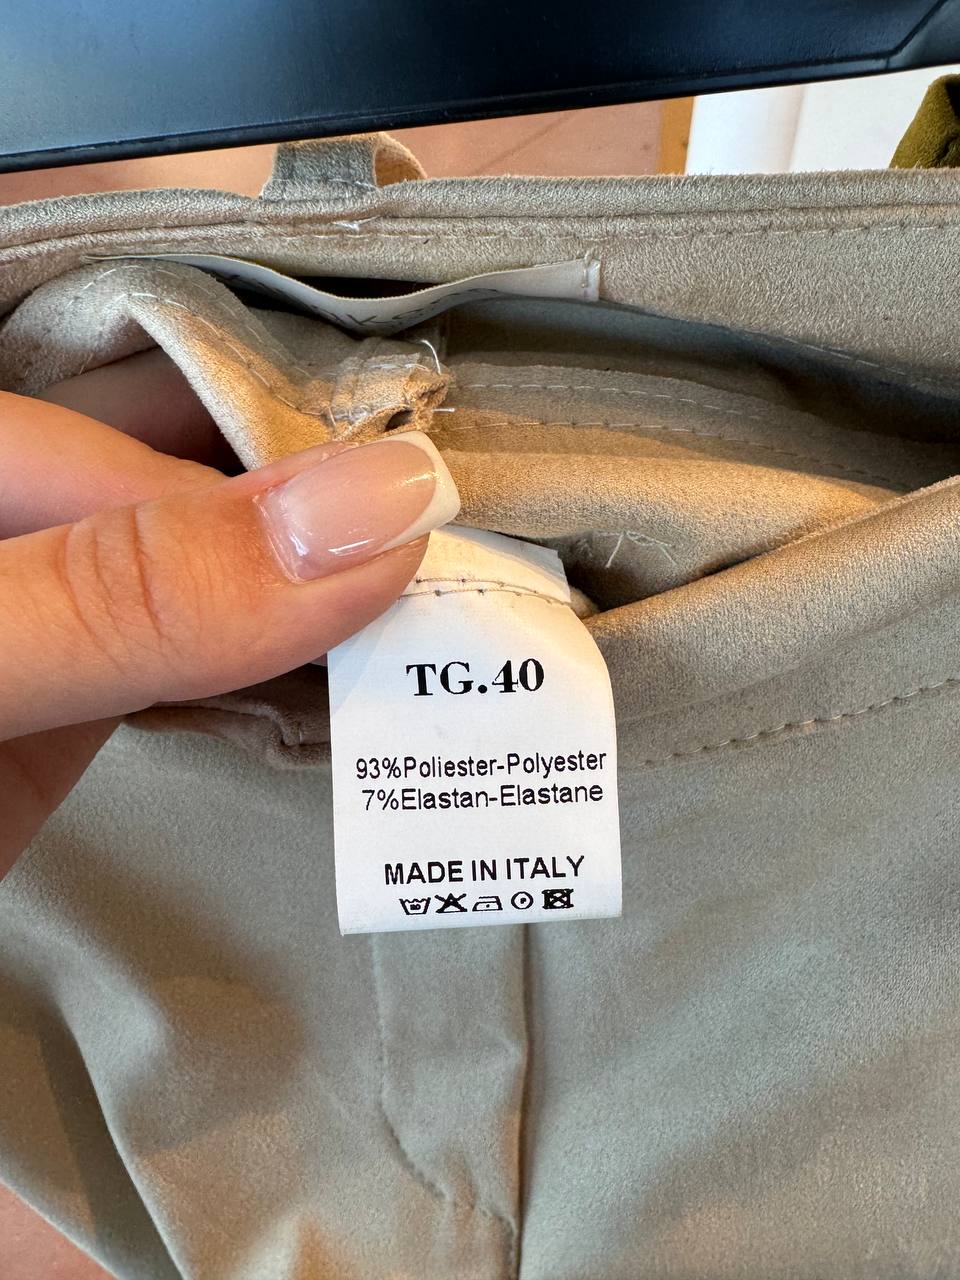 TG.40
93%Poliester-Polyester
7%Elastan-Elastane
MADE IN ITALY